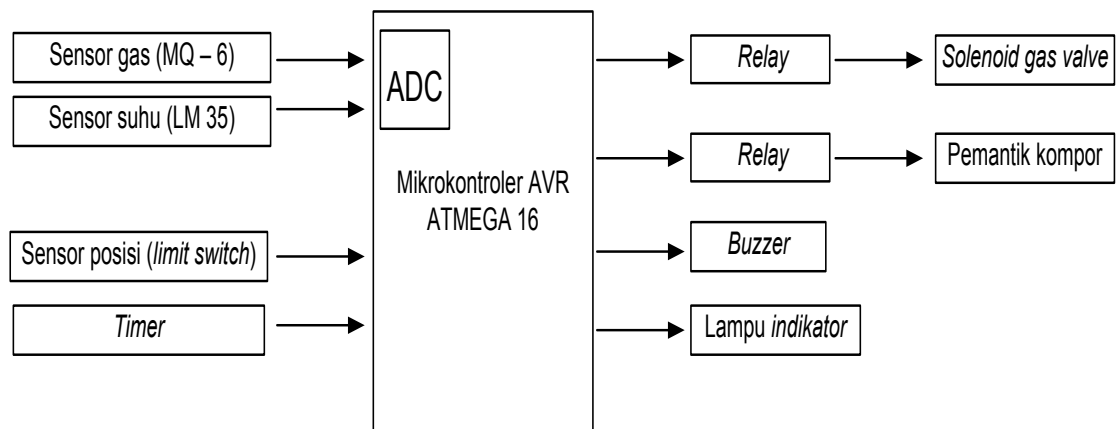 Sensor gas (MQ – 6)
Sensor suhu (LM 35)
Sensor posisi (limit switch)
Timer
ADC
Mikrokontroler AVR
ATMEGA 16
Relay
Solenoid gas valve
Relay
Pemantik kompor
Buzzer
Lampu indikator